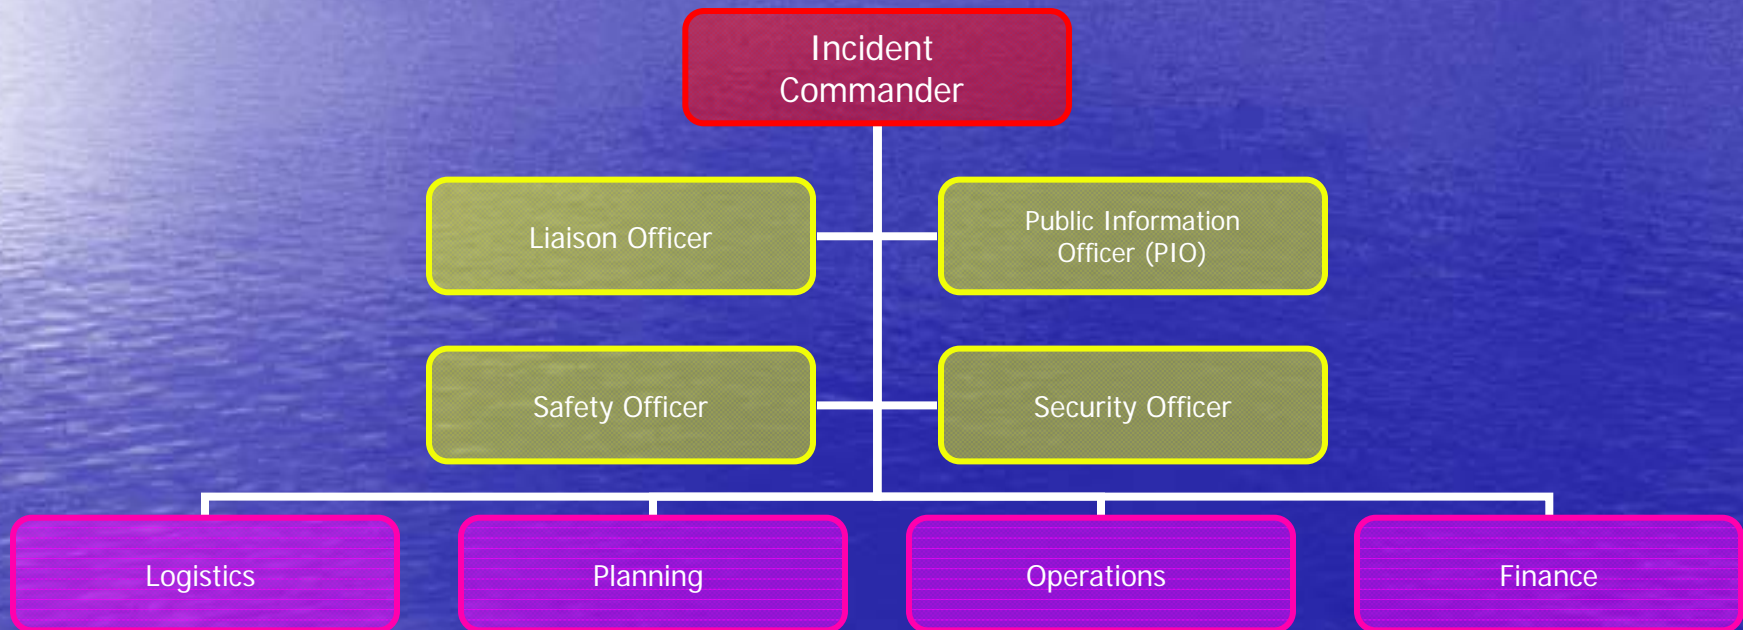 Incident
Commander
Liaison Officer
Public Information
Officer (PIO)
Safety Officer
Security Officer
Logistics
Planning
Operations
Finance